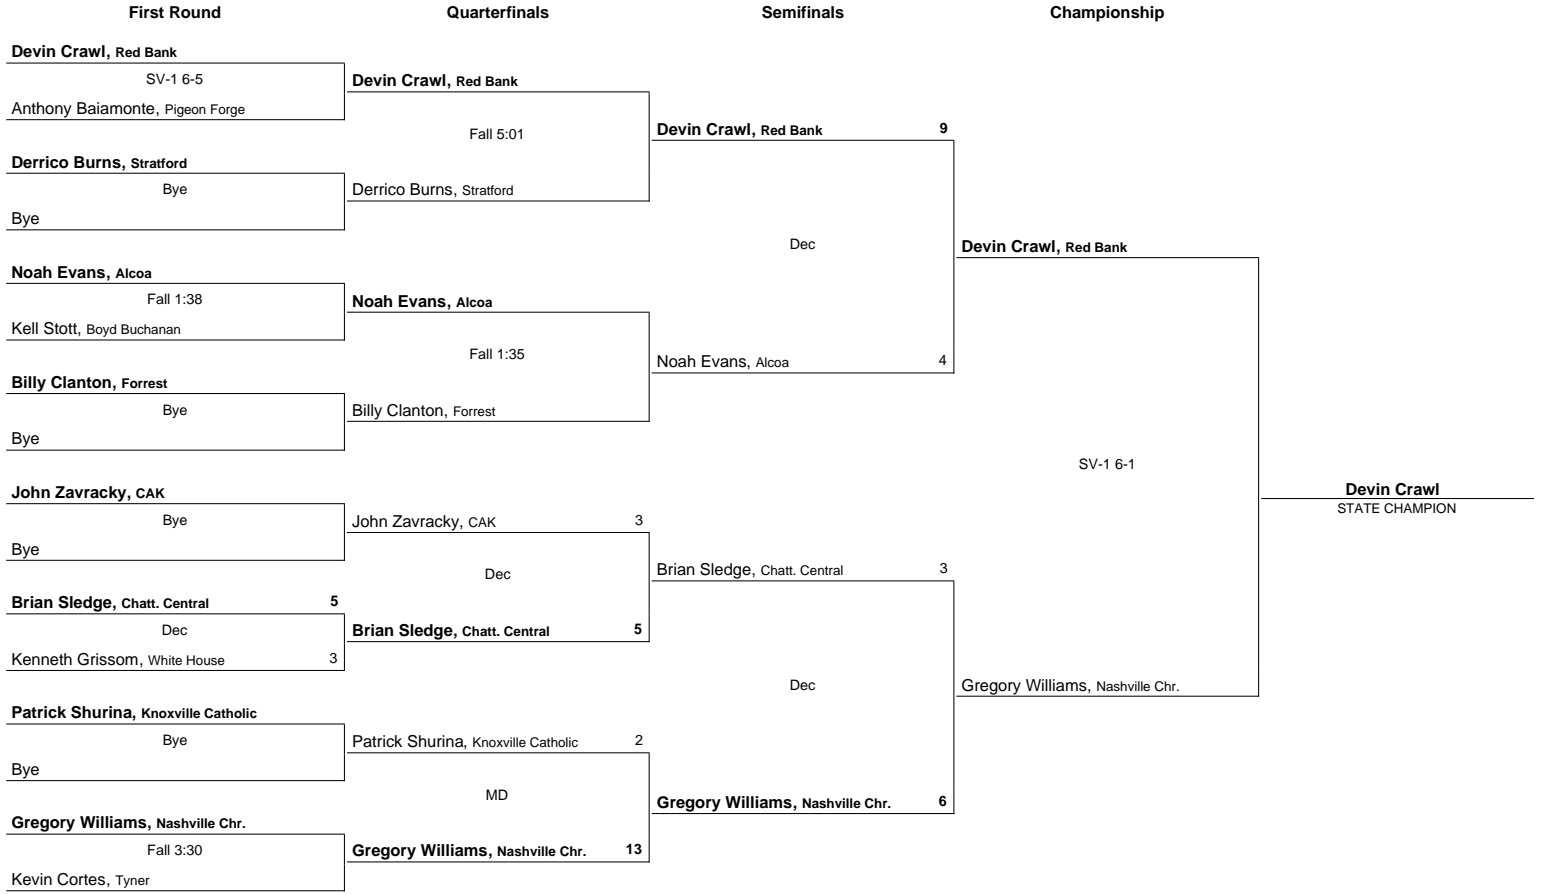 First Round Quarterfinals Semifinals Championship
Devin Crawl, Red Bank
SV-1 6-5
Anthony Baiamonte, Pigeon Forge
Derrico Burns, Stratford
Bye
Bye
Noah Evans, Alcoa
Fall 1:38
Kell Stott, Boyd Buchanan
Billy Clanton, Forrest
Bye
Bye
John Zavracky, CAK
Bye
Bye
Brian Sledge, Chatt. Central 5
Dec
Kenneth Grissom, White House 3
Patrick Shurina, Knoxville Catholic
Bye
Bye
Gregory Williams, Nashville Chr.
Fall 3:30
Kevin Cortes, Tyner
Devin Crawl, Red Bank
Fall 5:01
Derrico Burns, Stratford
Noah Evans, Alcoa
Fall 1:35
Billy Clanton, Forrest
John Zavracky, CAK 3
Dec
Brian Sledge, Chatt. Central 5
Patrick Shurina, Knoxville Catholic 2
MD
Gregory Williams, Nashville Chr. 13
Devin Crawl, Red Bank 9
Dec
Noah Evans, Alcoa 4
Brian Sledge, Chatt. Central 3
Dec
Gregory Williams, Nashville Chr. 6
Devin Crawl, Red Bank
SV-1 6-1
Gregory Williams, Nashville Chr.
Devin Crawl
STATE CHAMPION